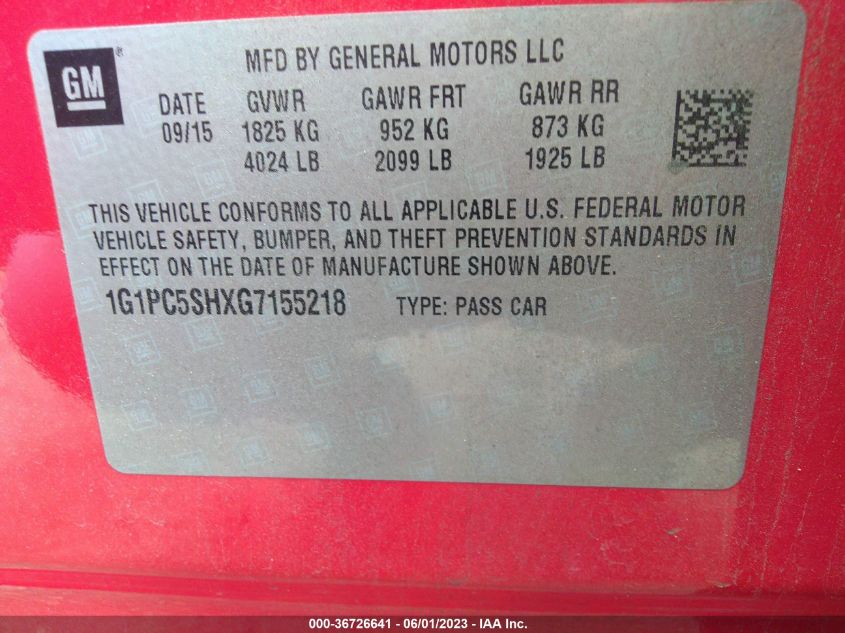 GM ®
MFD BY GENERAL MOTORS LLC
DATE GVWR GAWR FRT GAWR RR
09/15 1825 KG 952 KG 873 KG
4024 LB 2099 LB 1925 LB
THIS VEHICLE CONFORMS TO ALL APPLICABLE U.S. FEDERAL MOTOR
VEHICLE SAFETY, BUMPER, AND THEFT PREVENTION STANDARDS IN
EFFECT ON THE DATE OF MANUFACTURE SHOWN ABOVE.
1G1PC5SHXG7155218 TYPE: PASS CAR
000-36726641 - 06/01/2023 - IAA Inc.